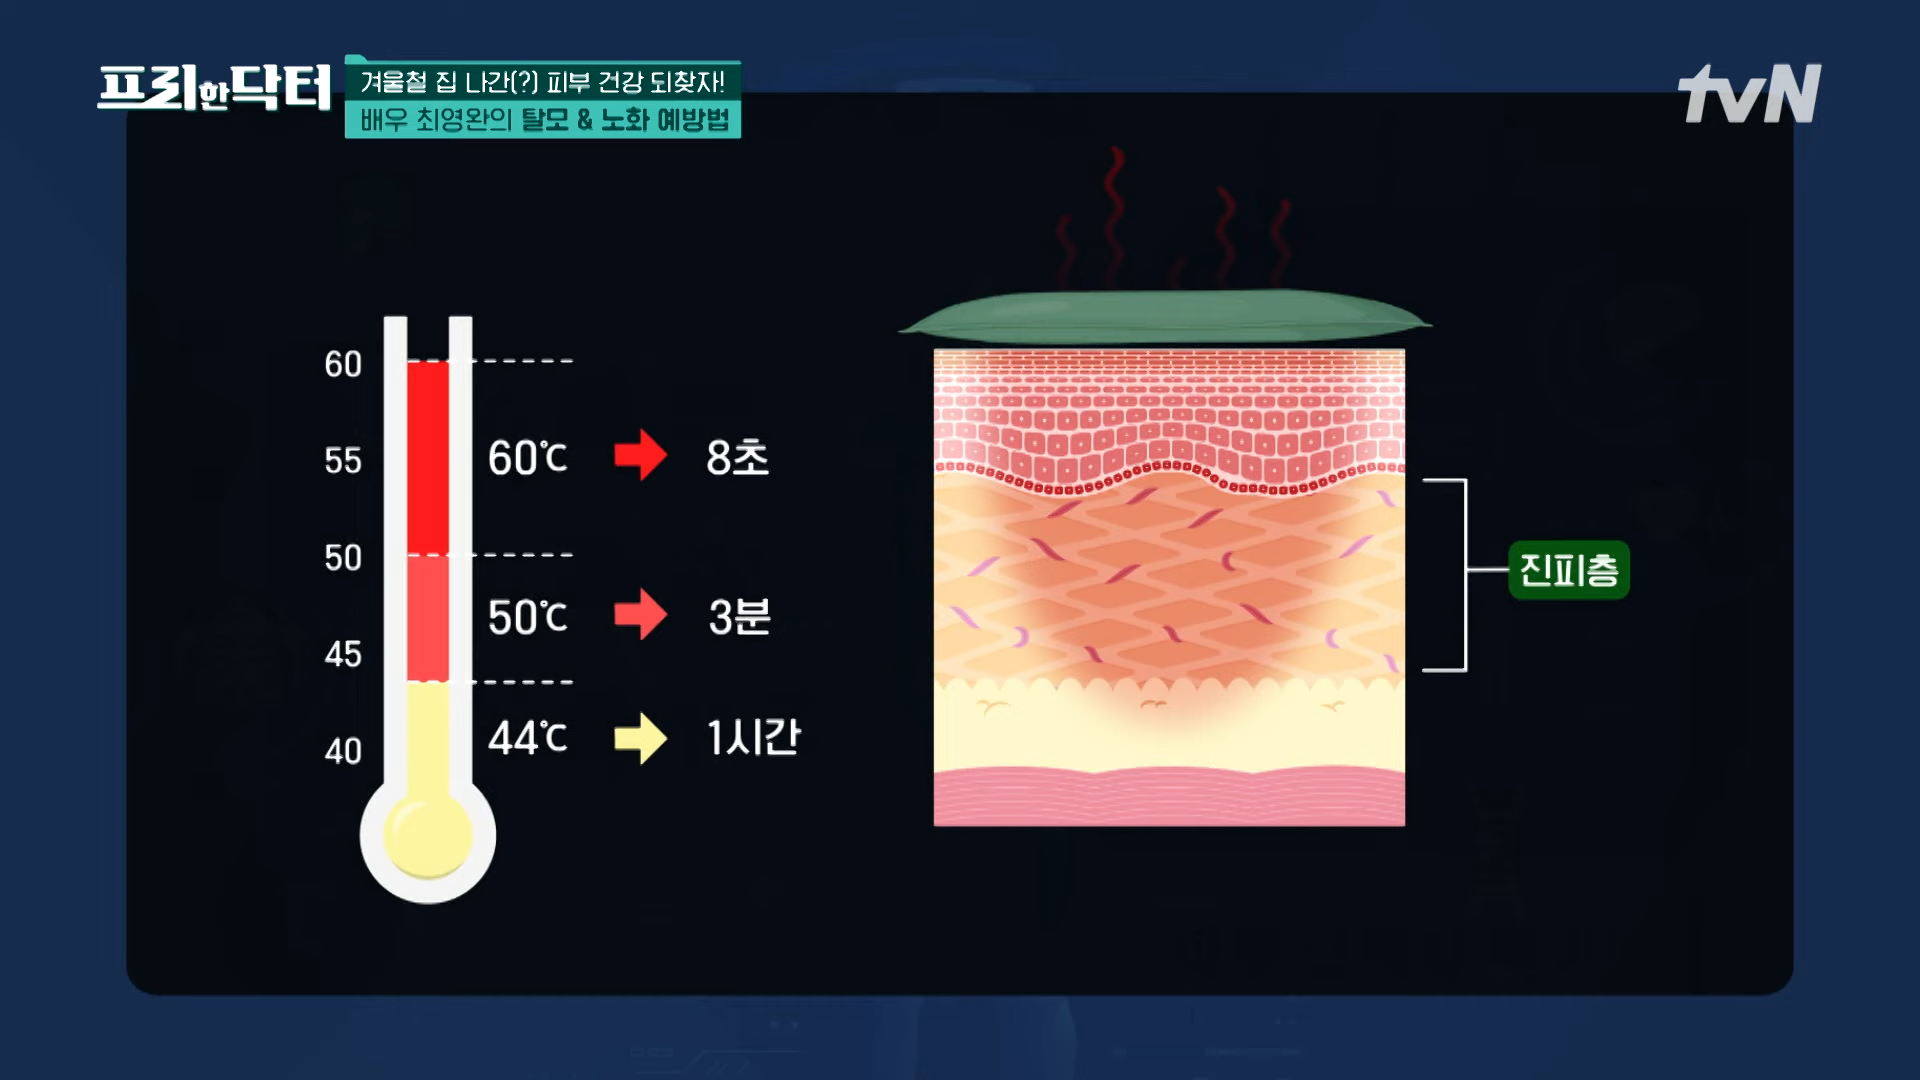 프리한닥터
겨울철 집 나간(?) 피부 건강 되찾자!
배우 최영완의 탈모 & 노화 예방법
tvN
60
55
50
45
40
60℃ 8초
50℃ 3분
44℃ 1시간
진피층